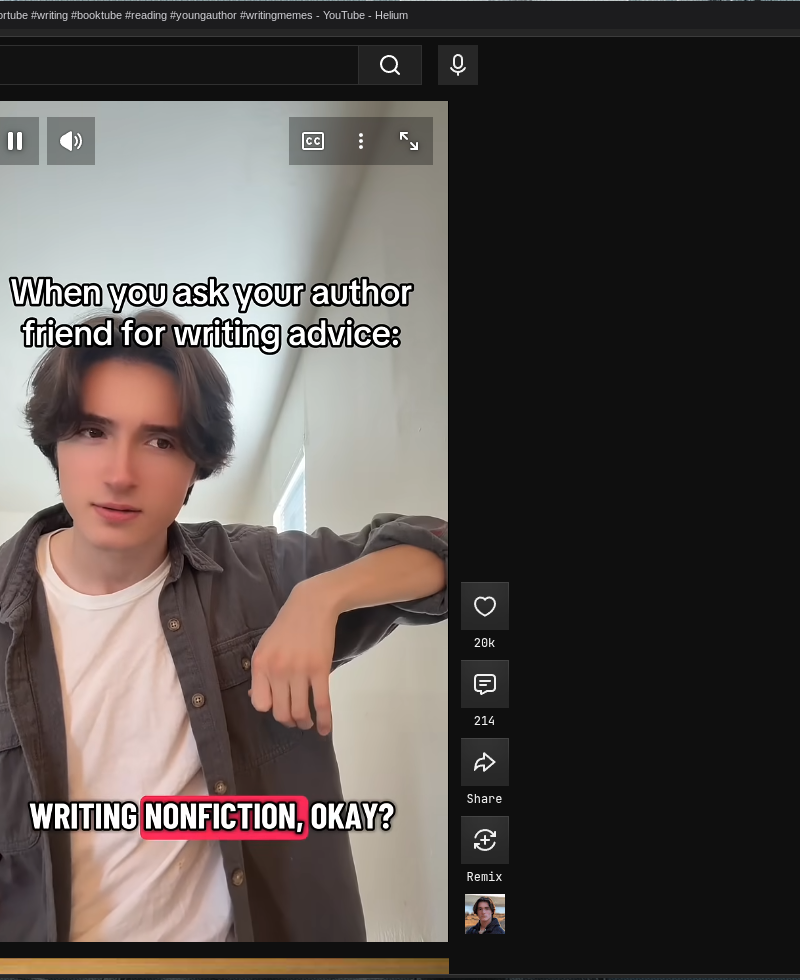 #writing #booktube #reading #youngauthor #writingmemes - YouTube - Helium
CC
When you ask your author
friend for writing advice:
WRITING NONFICTION, OKAY?
20k
214
Share
Remix